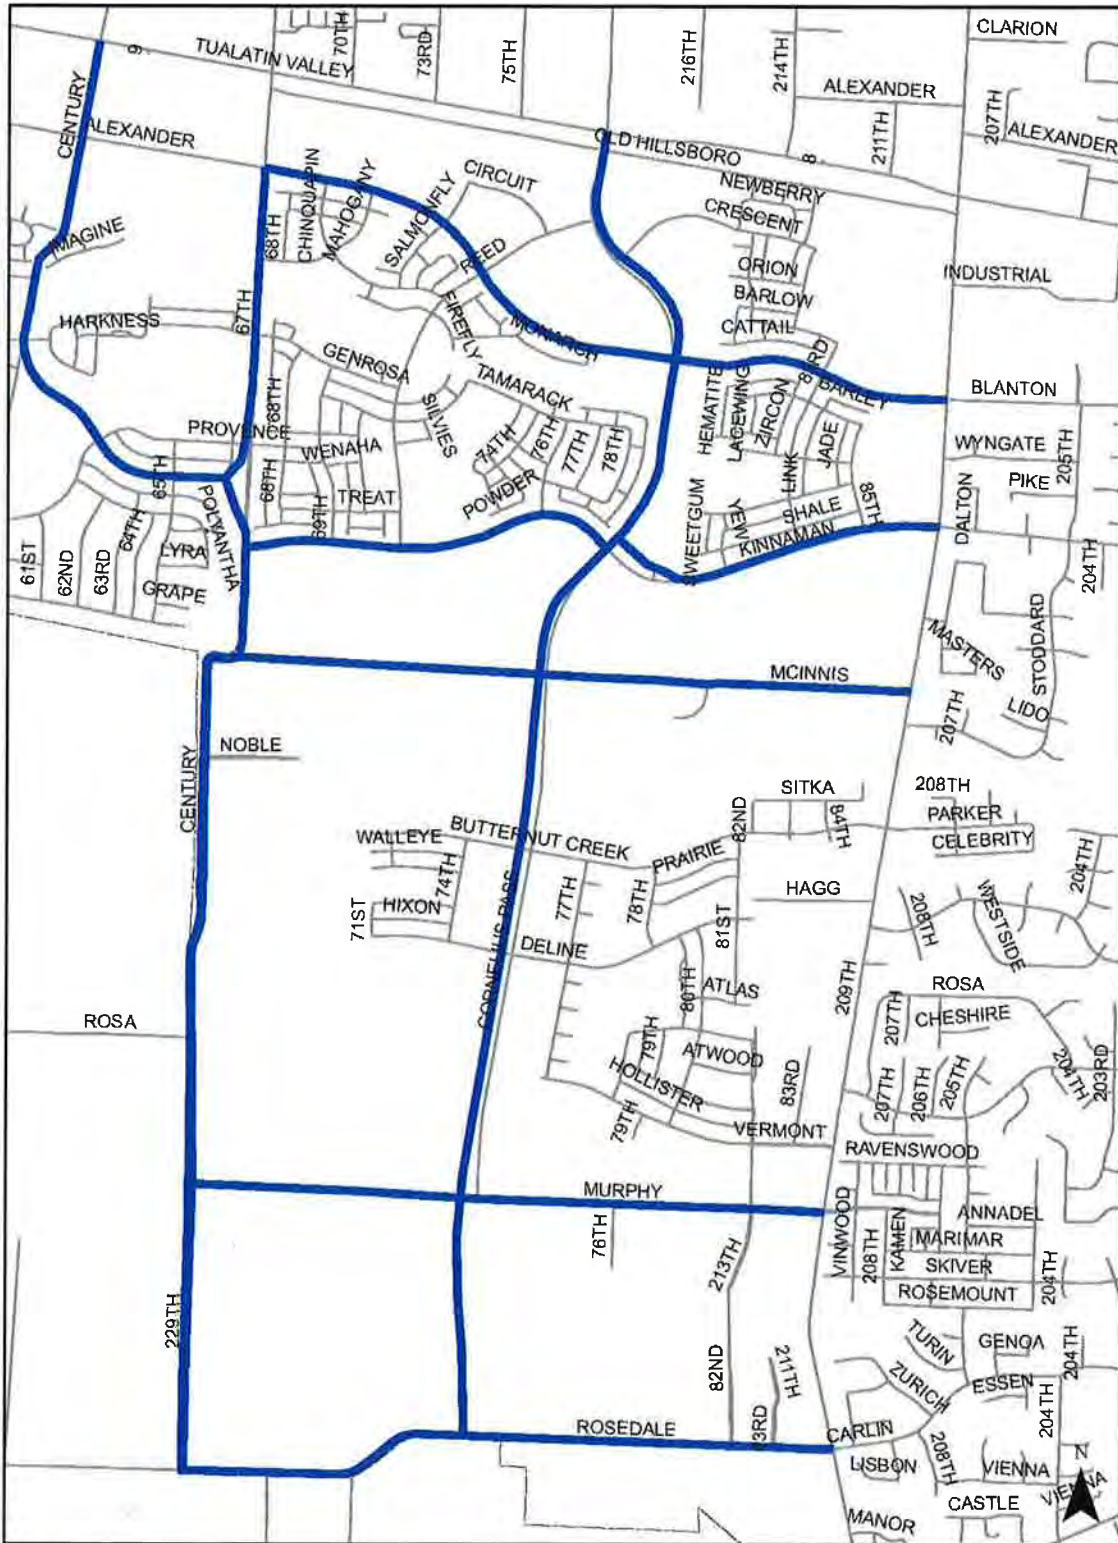 CLARION
TUALATIN VALLEY
70TH
73RD
75TH
216TH
214TH
9
CENTURY
ALEXANDER
ALEXANDER
207TH
ALEXANDER
211TH
OLD HILLSBORO
8
CIRCUIT
NEWBERRY
CRESCENT
CHINQUAPIN
MAHOGANY
SALMONFLY
68TH
IMAGINE
REED
ORION
INDUSTRIAL
BARLOW
CATTAIL
HARKNESS
67TH
FIREFLY
MONARCH
83RD
GENROSA
TAMARACK
HEMATITE
LACEWING
ZIRCON
BARLEY
BLANTON
68TH
SILVIES
PROVENCE
WENAHA
74TH
76TH
77TH
78TH
LINK
JADE
WYNGATE
205TH
PIKE
65TH
68TH
TREAT
69TH
POWDER
SWEETGUM
YEW
SHALE
KINNAMAN
85TH
DALTON
POLYANTHA
64TH
61ST
62ND
63RD
LYRA
GRAPE
204TH
MASTERS
STODDARD
MCINNIS
207TH
LIDO
NOBLE
CENTURY
SITKA
208TH
82ND
84TH
PARKER
CELEBRITY
WALLEYE
BUTTERNUT CREEK
PRAIRIE
204TH
74TH
77TH
78TH
HAGG
71ST
HIXON
81ST
208TH
WESTSIDE
DELINE
CORNELIUS PASS
80TH
ATLAS
209TH
ROSA
207TH
CHESHIRE
ROSA
79TH
ATWOOD
HOLLISTER
83RD
79TH
VERMONT
207TH
206TH
205TH
204TH
203RD
RAVENSWOOD
MURPHY
76TH
213TH
VINWOOD
208TH
KAMEN
ANNADEL
MARIMAR
SKIVER
204TH
ROSEMOUNT
229TH
82ND
211TH
TURIN
GENOA
204TH
ZURICH
ESSEN
83RD
204TH
ROSEDALE
CARLIN
LISBON
208TH
VIENNA
N
VIENNA
CASTLE
MANOR